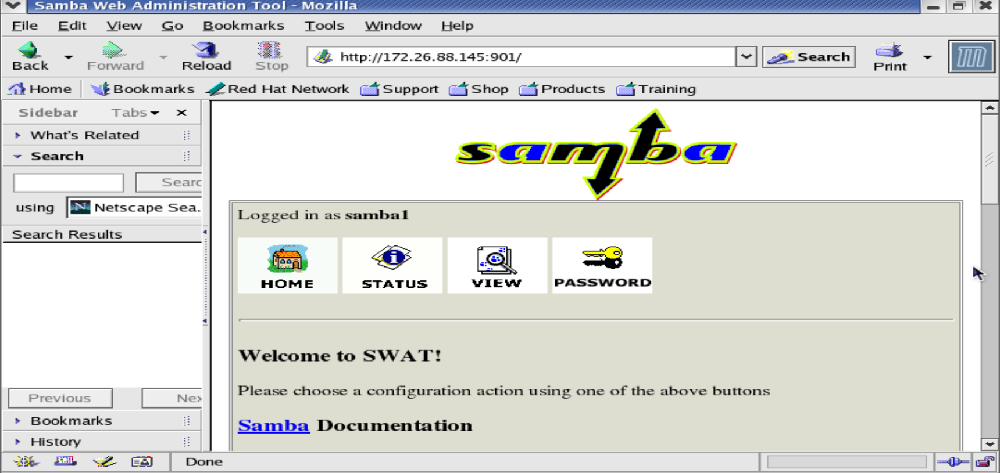 Samba Web Administration Tool - Mozilla
File Edit View Go Bookmarks Tools Window Help
Back Forward Reload Stop http://172.26.88.145:901/ Search Print
Home Bookmarks Red Hat Network Support Shop Products Training
Sidebar Tabs
What's Related
Search
Searc
using N Netscape Sea.
Search Results
Previous Nex
Bookmarks
History
samba
Logged in as samba1
HOME STATUS VIEW PASSWORD
Welcome to SWAT!
Please choose a configuration action using one of the above buttons
Samba Documentation
Done